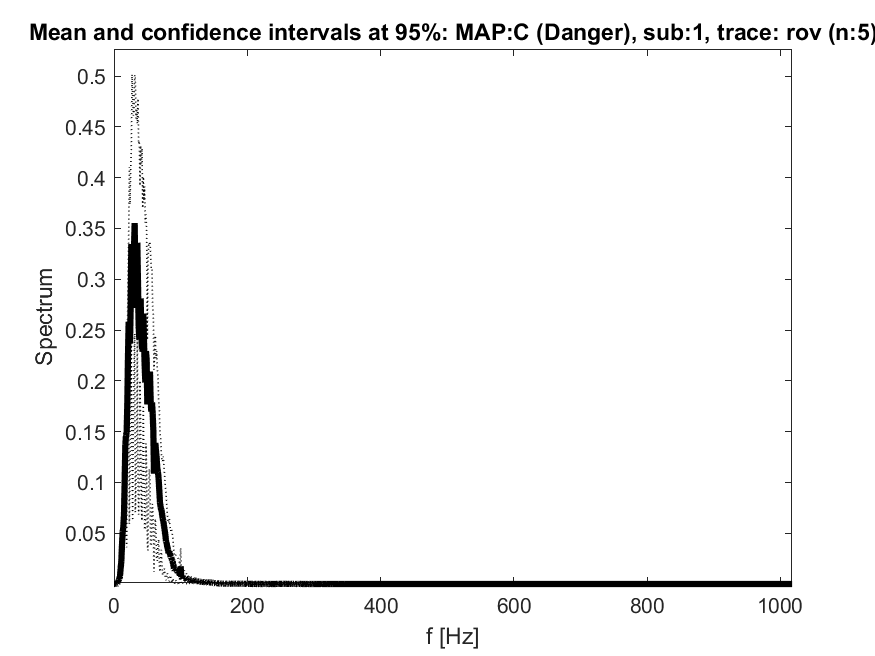 Mean and confidence intervals at 95%: MAP:C (Danger), sub:1, trace: rov (n:5)
0.5
0.45
0.4
0.35
0.3
0.25
0.2
0.15
0.1
0.05
Spectrum
0 200 400 600 800 1000
f [Hz]